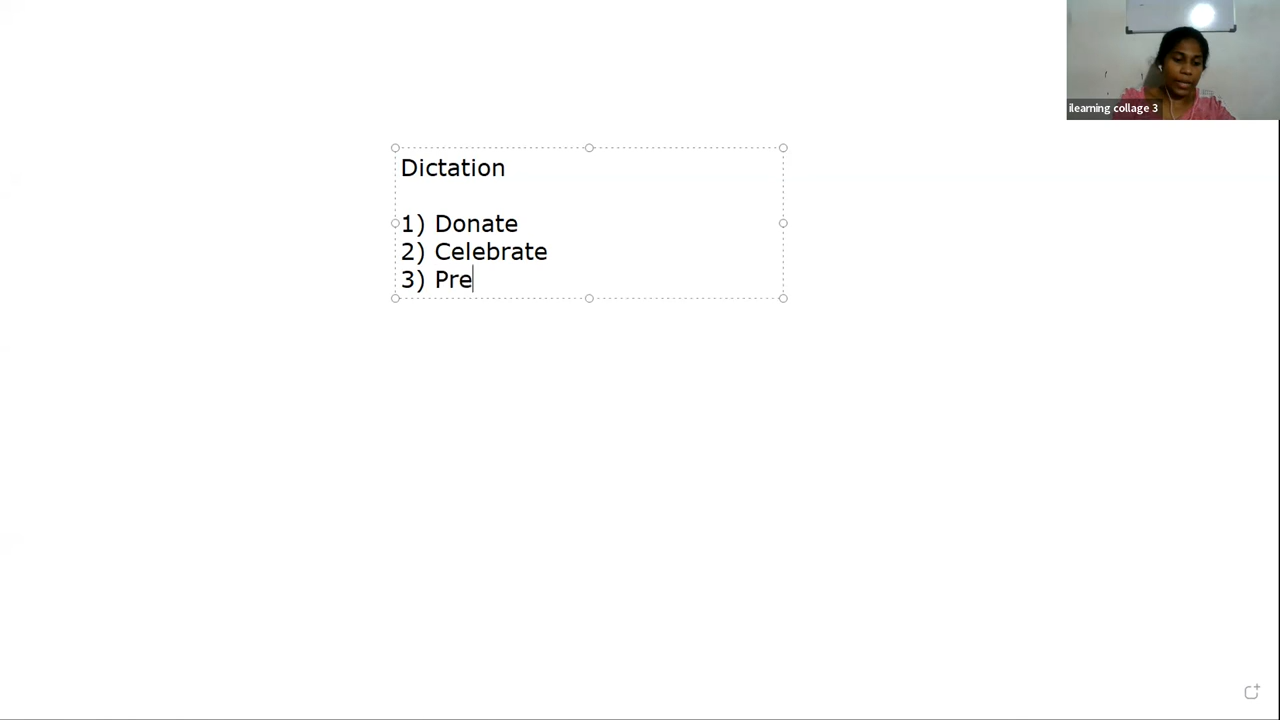 ilearning collage 3
Dictation
1) Donate
2) Celebrate
3) Pre